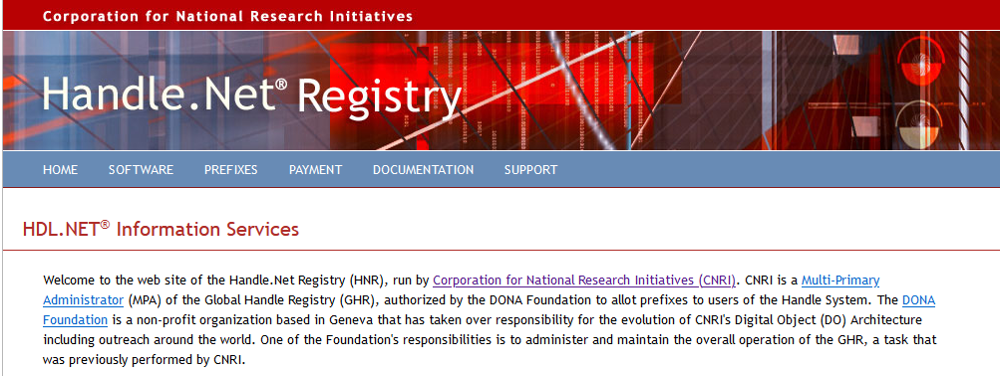 Corporation for National Research Initiatives
Handle.Net® Registry
HOME SOFTWARE PREFIXES PAYMENT DOCUMENTATION SUPPORT
HDL.NET® Information Services
Welcome to the web site of the Handle.Net Registry (HNR), run by Corporation for National Research Initiatives (CNRI). CNRI is a Multi-Primary
Administrator (MPA) of the Global Handle Registry (GHR), authorized by the DONA Foundation to allot prefixes to users of the Handle System. The DONA
Foundation is a non-profit organization based in Geneva that has taken over responsibility for the evolution of CNRI's Digital Object (DO) Architecture
including outreach around the world. One of the Foundation's responsibilities is to administer and maintain the overall operation of the GHR, a task that
was previously performed by CNRI.